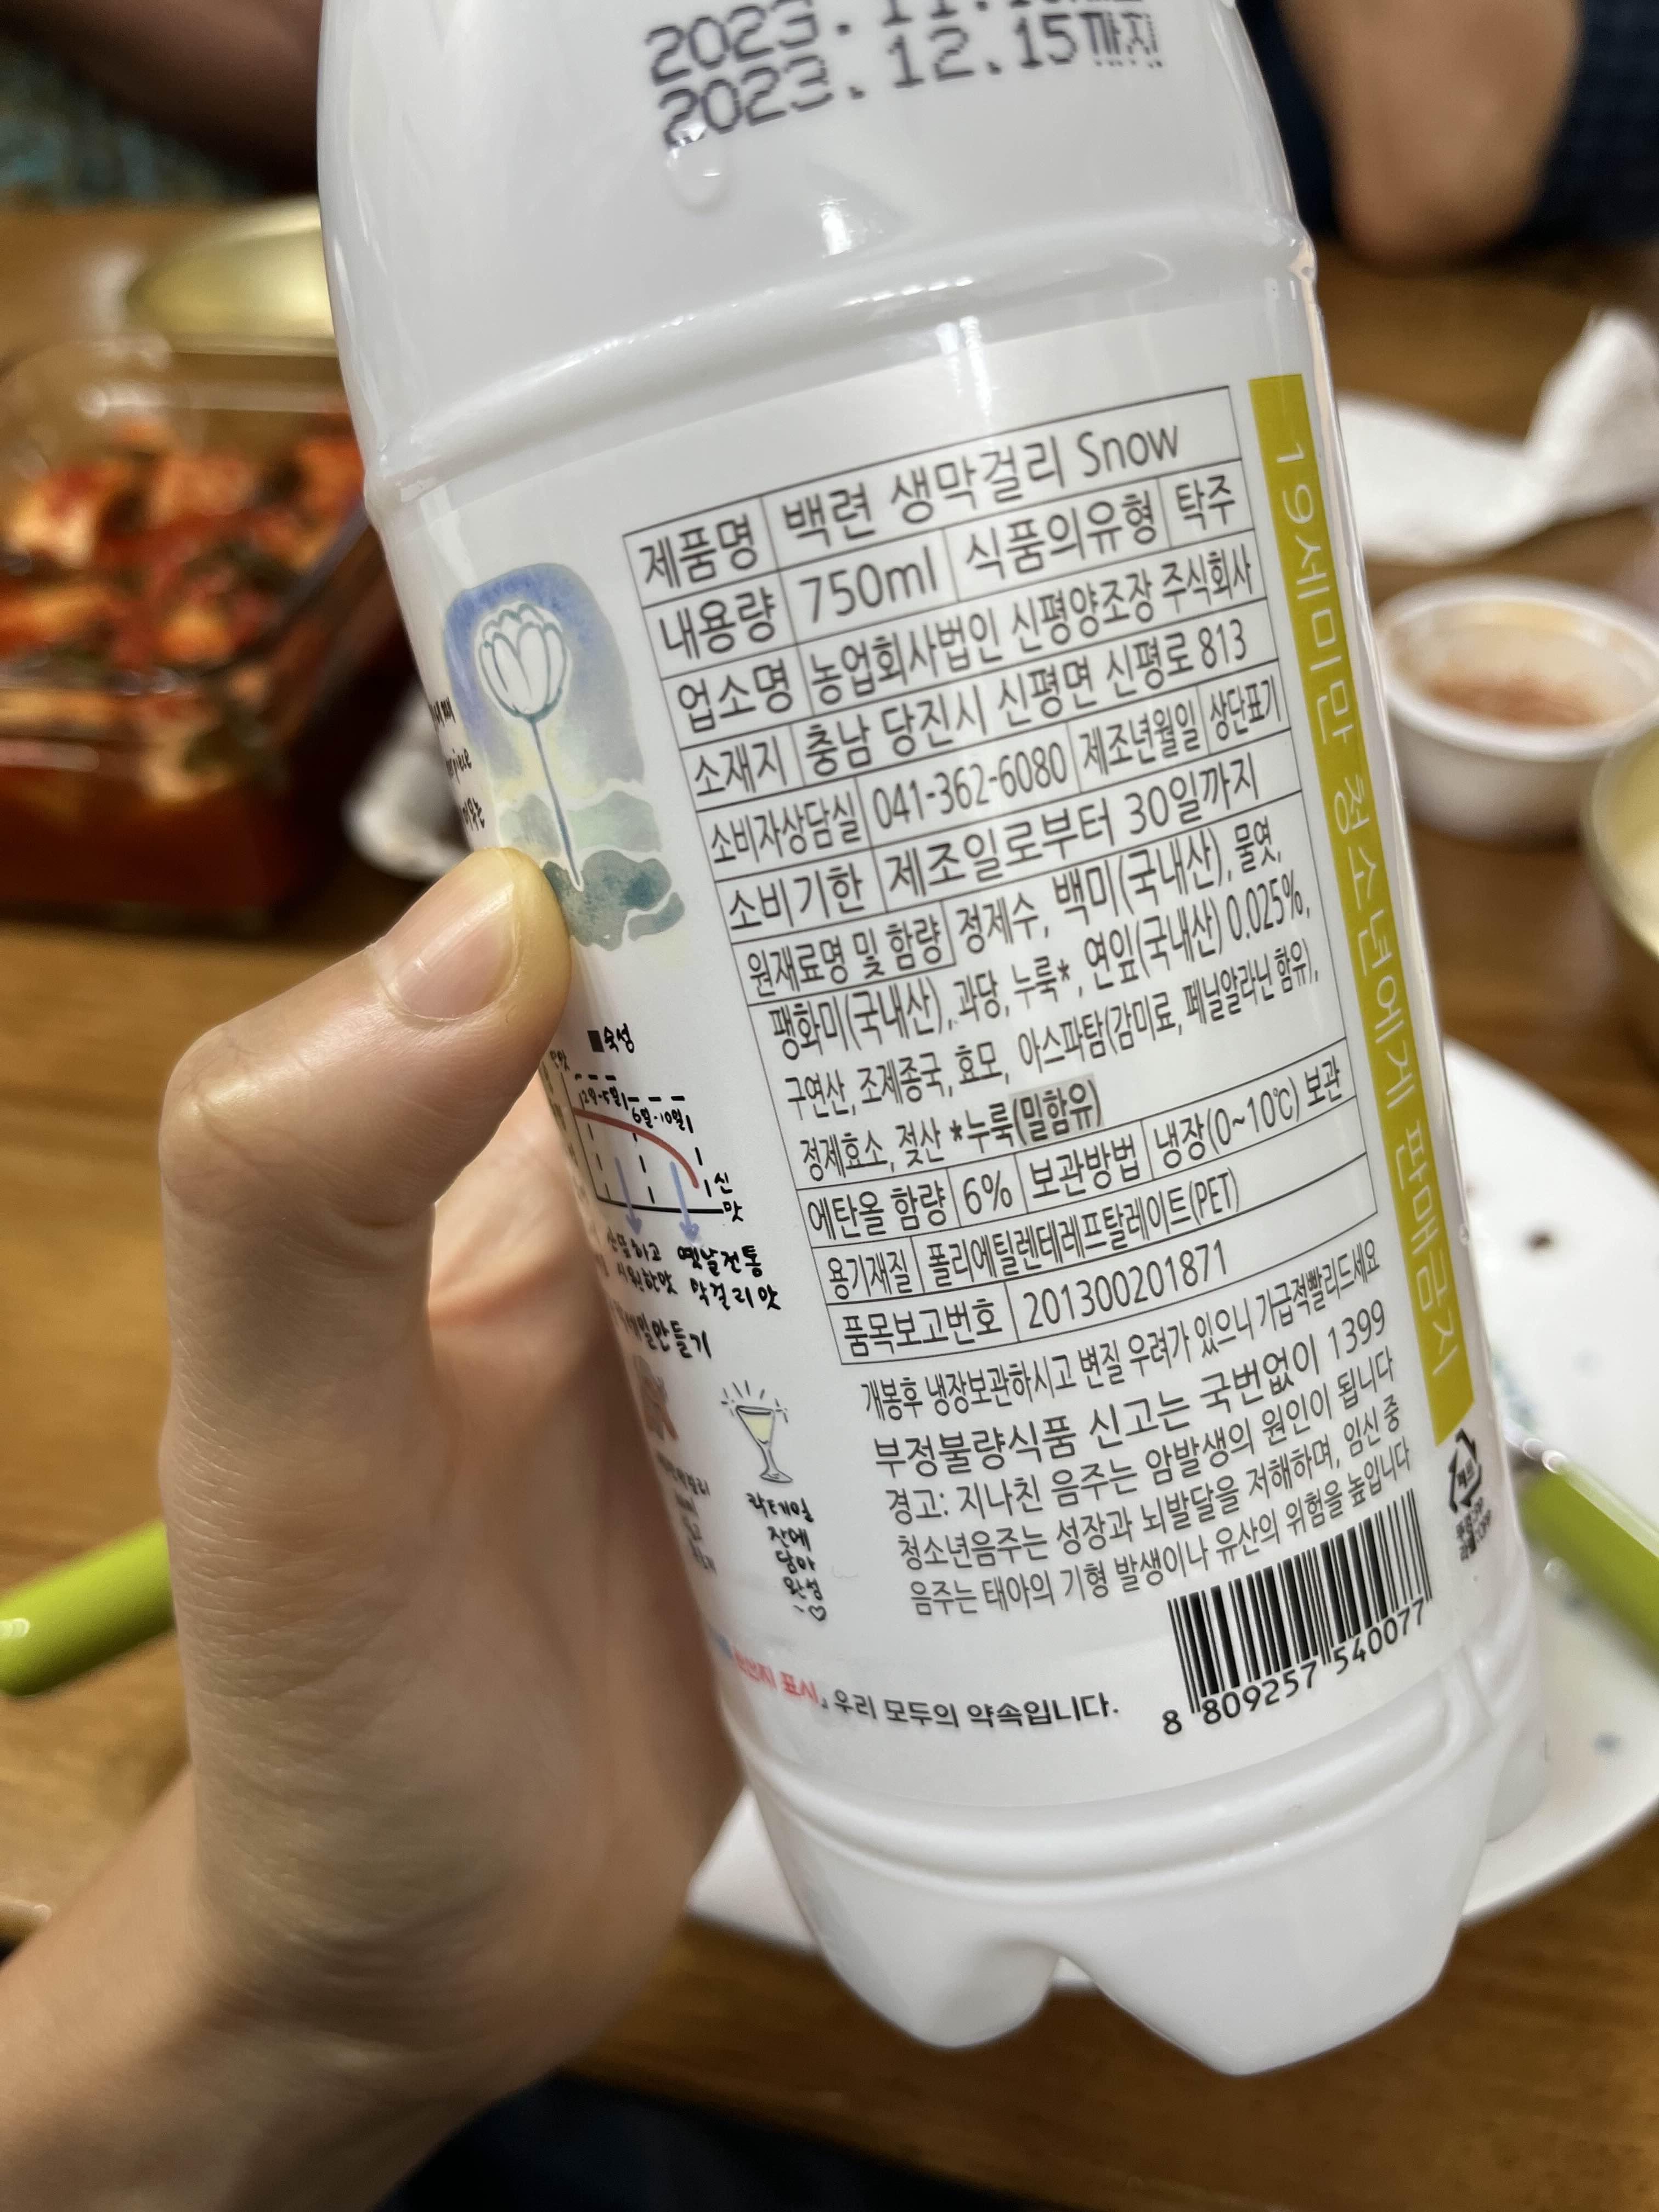 2023.
2023. 12. 15까지
제품명 백련 생막걸리 Snow
내용량 750ml 식품의유형 탁주
업소명 농업회사법인 신평양조장 주식회사
소재지 충남 당진시 신평면 신평로 813
소비자상담실 041-362-6080 제조년월일 상단표기
소비기한 제조일로부터 30일까지
원재료명 및 함량 정제수, 백미(국내산), 물엿,
팽화미(국내산), 과당, 누룩*, 연잎(국내산) 0.025%,
구연산, 조제종국, 효모, 아스파탐(감미료, 페닐알라닌 함유),
정제효소, 젖산 *누룩(밀함유)
에탄올 함량 6% 보관방법 냉장(0~10℃) 보관
용기재질 폴리에틸렌테레프탈레이트(PET)
품목보고번호 201300201871
개봉후 냉장보관하시고 변질 우려가 있으니 가급적빨리드세요
부정불량식품 신고는 국번없이 1399
경고: 지나친 음주는 암발생의 원인이 됩니다
청소년음주는 성장과 뇌발달을 저해하며, 임신 중
음주는 태아의 기형 발생이나 유산의 위험을 높입니다
8 809257 540077
19세미만 청소년에게 판매금지
숙성
6일-10일
신
맛
시원한맛
옛날전통
막걸리맛
만들기
칵테일
잔에
담아
완성
표시」 우리 모두의 약속입니다.